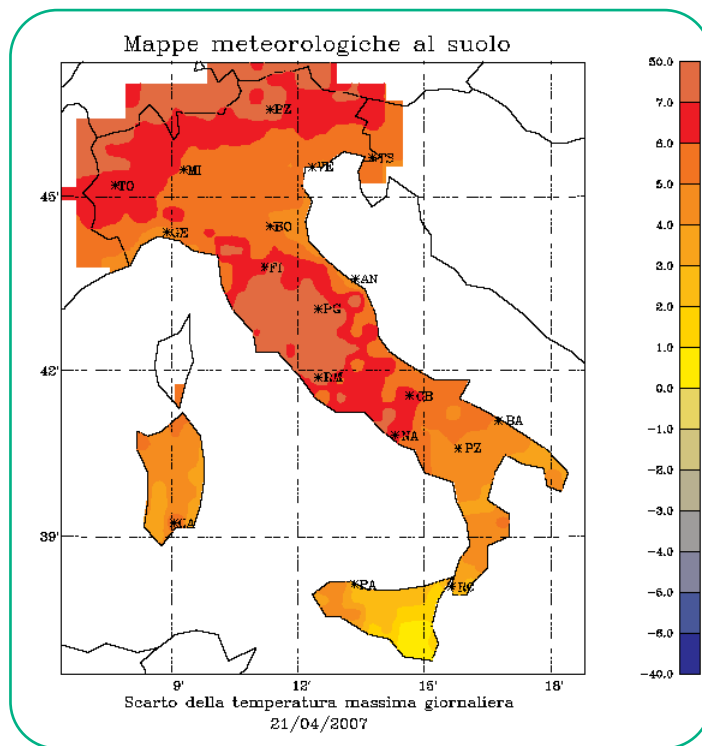 Mappe meteorologiche al suolo
50.0
7.0
6.0
5.0
4.0
3.0
2.0
1.0
0.0
-1.0
-2.0
-3.0
-4.0
-5.0
-6.0
-40.0
PZ
MI
VE
TS
TO
45'
GE
BO
FI
AN
PG
42'
RM
CB
NA
BA
PZ
CA
39'
PA
RC
9'
12'
15'
18'
Scarto della temperatura massima giornaliera
21/04/2007